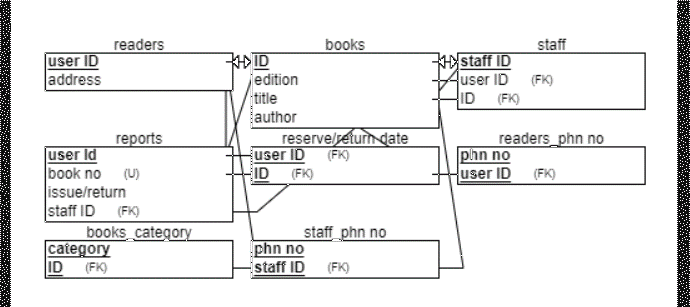 readers
user ID
address
books
ID
edition
title
author
staff
staff ID
user ID (FK)
ID (FK)
reports
user Id
book no (U)
issue/return
staff ID (FK)
reserve/return date
user ID (FK)
ID (FK)
readers_phn no
phn no
user ID (FK)
books_category
category
ID (FK)
staff_phn no
phn no
staff ID (FK)